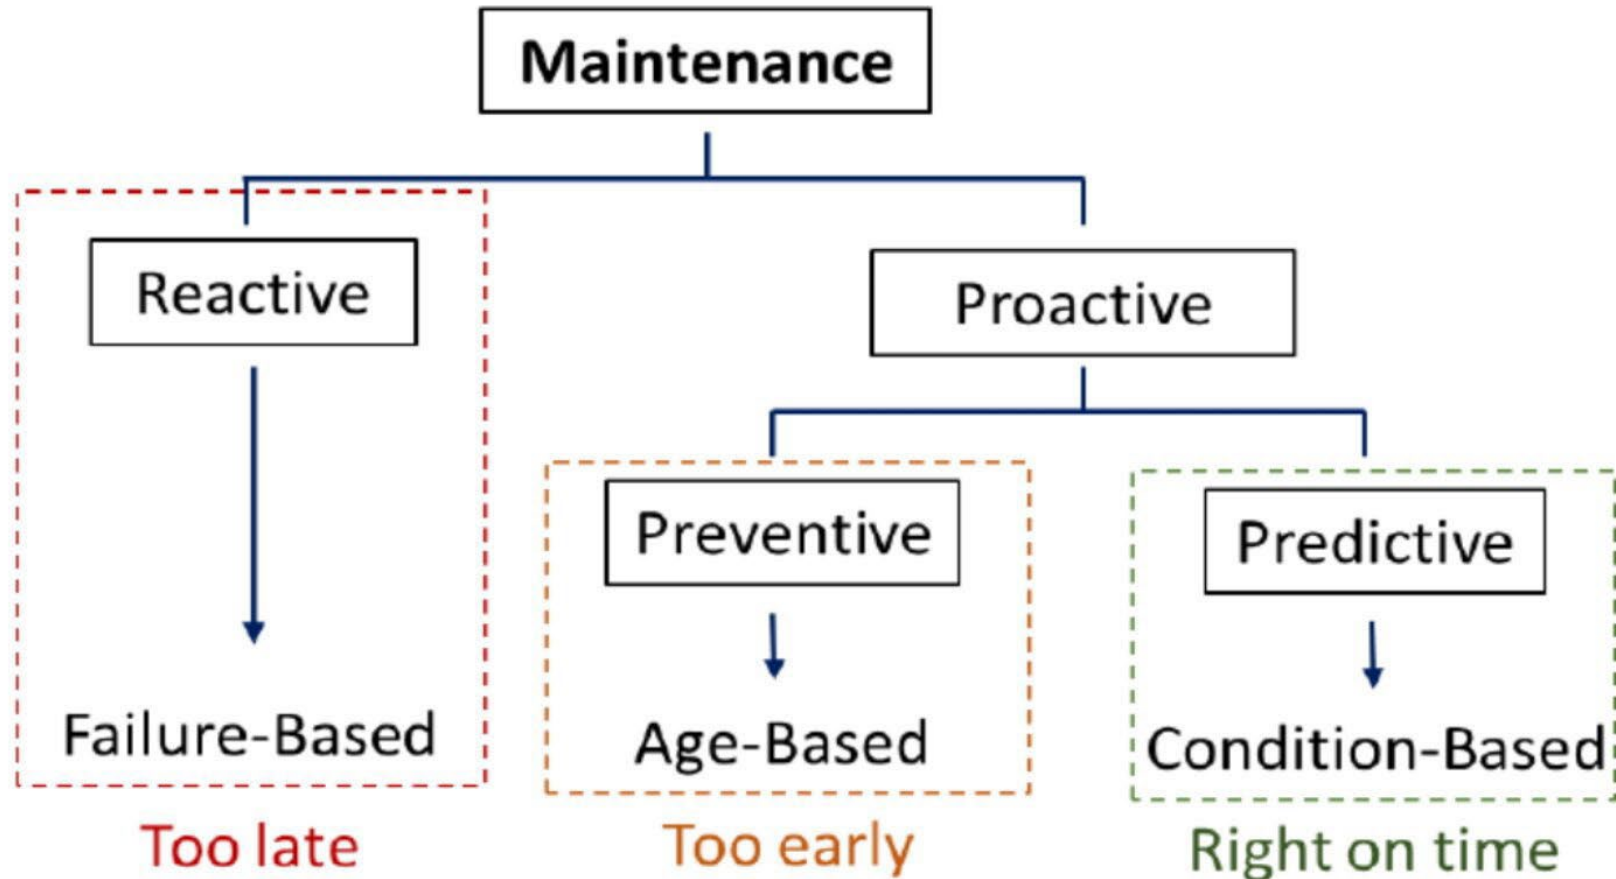 Maintenance
Reactive
Proactive
Preventive
Predictive
Failure-Based
Age-Based
Condition-Based
Too late
Too early
Right on time